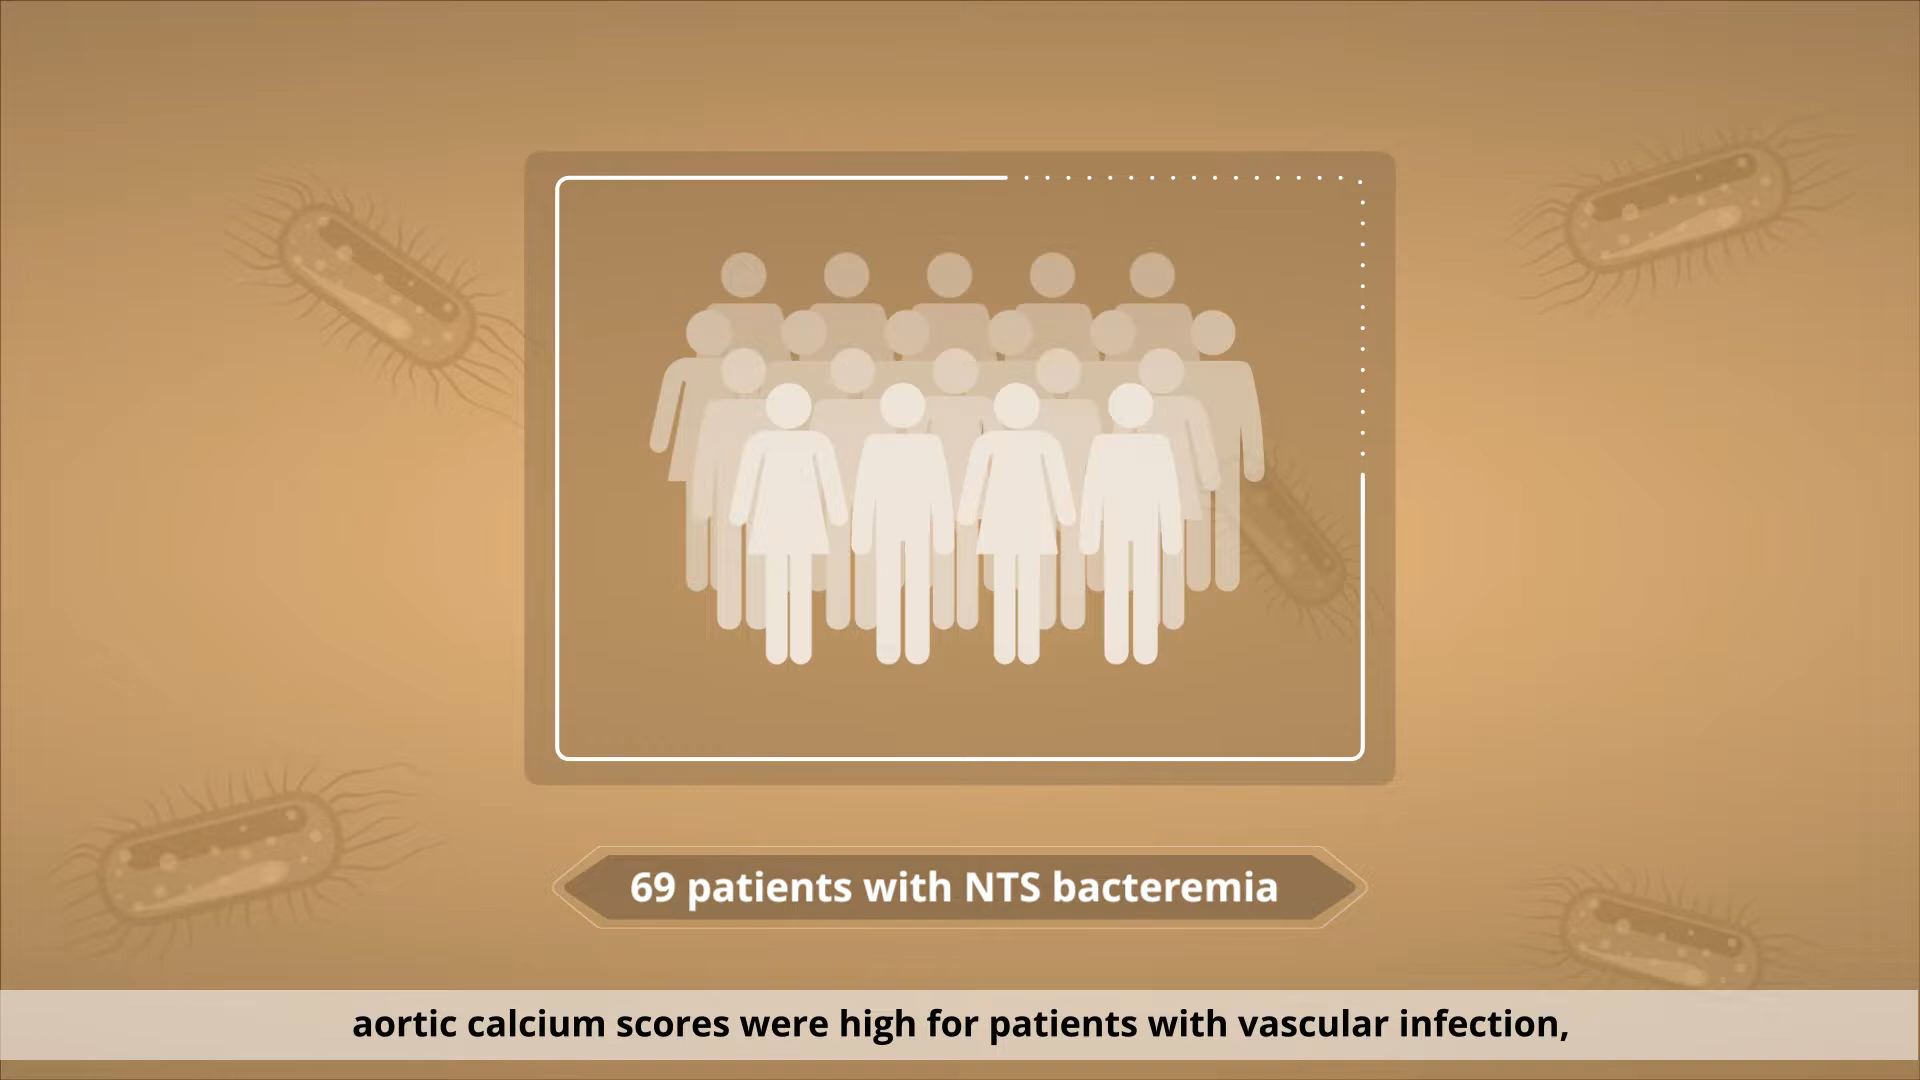 69 patients with NTS bacteremia
aortic calcium scores were high for patients with vascular infection,